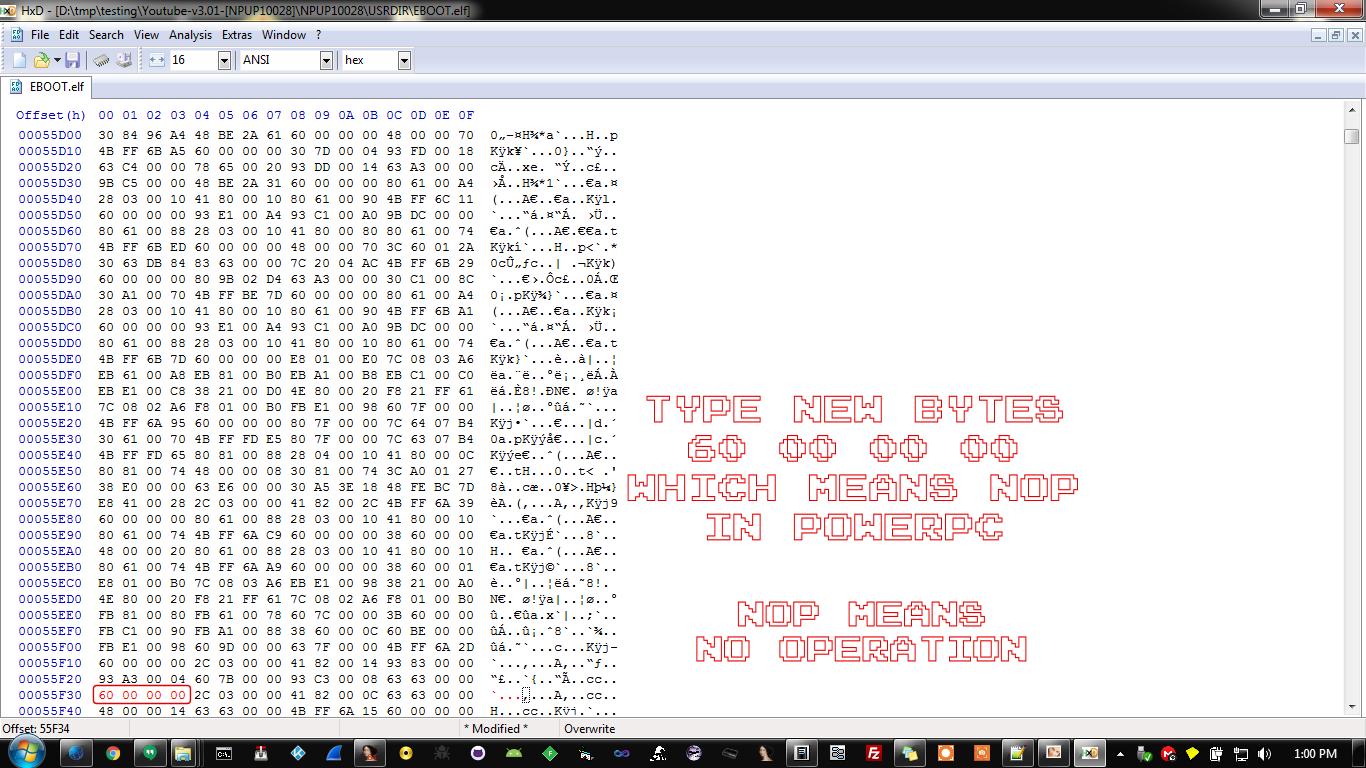 HxD - [D:\tmp\testing\Youtube-v3.01-[NPUP10028]\NPUP10028\USRDIR\EBOOT.elf]
File Edit Search View Analysis Extras Window ?
16 ANSI hex
EBOOT.elf
Offset(h) 00 01 02 03 04 05 06 07 08 09 0A 0B 0C 0D 0E 0F
00055D00 30 84 96 A4 48 BE 2A 61 60 00 00 00 48 00 00 70 0„–¤H¾*a`...H..p
00055D10 4B FF 6B A5 60 00 00 00 30 7D 00 04 93 FD 00 18 Kÿk¥`...0}..“ý..
00055D20 63 C4 00 00 78 65 00 20 93 DD 00 14 63 A3 00 00 cÄ..xe. “Ý..c£..
00055D30 9B C5 00 00 48 BE 2A 31 60 00 00 00 80 61 00 A4 ›Å..H¾*1`...€a.¤
00055D40 28 03 00 10 41 80 00 10 80 61 00 90 4B FF 6C 11 (...A€..€a..Kÿl.
00055D50 60 00 00 00 93 E1 00 A4 93 C1 00 A0 9B DC 00 00 `...“á.¤“Á. ›Ü..
00055D60 80 61 00 88 28 03 00 10 41 80 00 80 80 61 00 74 €a.ˆ(...A€.€€a.t
00055D70 4B FF 6B ED 60 00 00 00 48 00 00 70 3C 60 01 2A Kÿkí`...H..p<`.*
00055D80 30 63 DB 84 83 63 00 00 7C 20 04 AC 4B FF 6B 29 0cÛ„ƒc..| .¬Kÿk)
00055D90 60 00 00 00 80 9B 02 D4 63 A3 00 00 30 C1 00 8C `...€›.Ôc£..0Á.Œ
00055DA0 30 A1 00 70 4B FF BE 7D 60 00 00 00 80 61 00 A4 0¡.pKÿ¾}`...€a.¤
00055DB0 28 03 00 10 41 80 00 10 80 61 00 90 4B FF 6B A1 (...A€..€a..Kÿk¡
00055DC0 60 00 00 00 93 E1 00 A4 93 C1 00 A0 9B DC 00 00 `...“á.¤“Á. ›Ü..
00055DD0 80 61 00 88 28 03 00 10 41 80 00 10 80 61 00 74 €a.ˆ(...A€..€a.t
00055DE0 4B FF 6B 7D 60 00 00 00 E8 01 00 E0 7C 08 03 A6 Kÿk}`...è..à|..¦
00055DF0 EB 61 00 A8 EB 81 00 B0 EB A1 00 B8 EB C1 00 C0 ëa.¨ë..°ë¡.¸ëÁ.À
00055E00 EB E1 00 C8 38 21 00 D0 4E 80 00 20 F8 21 FF 61 ëá.È8!.ÐN€. ø!ÿa
00055E10 7C 08 02 A6 F8 01 00 B0 FB E1 00 98 60 7F 00 00 |..¦ø..°ûá.˜`...
00055E20 4B FF 6A 95 60 00 00 00 80 7F 00 00 7C 64 07 B4 Kÿj•`...€...|d.´
00055E30 30 61 00 70 4B FF FD E5 80 7F 00 00 7C 63 07 B4 0a.pKÿýå€...|c.´
00055E40 4B FF FD 65 80 81 00 88 28 04 00 10 41 80 00 0C Kÿýe€..ˆ(...A€..
00055E50 80 81 00 74 48 00 00 08 30 81 00 74 3C A0 01 27 €..tH...0..t< .'
00055E60 38 E0 00 00 63 E6 00 00 30 A5 3E 18 48 FE BC 7D 8à..cæ..0¥>.Hþ¼}
00055E70 E8 41 00 28 2C 03 00 00 41 82 00 2C 4B FF 6A 39 èA.(,...A‚.,Kÿj9
00055E80 60 00 00 00 80 61 00 88 28 03 00 10 41 80 00 10 `...€a.ˆ(...A€..
00055E90 80 61 00 74 4B FF 6A C9 60 00 00 00 38 60 00 00 €a.tKÿjÉ`...8`..
00055EA0 48 00 00 20 80 61 00 88 28 03 00 10 41 80 00 10 H.. €a.ˆ(...A€..
00055EB0 80 61 00 74 4B FF 6A A9 60 00 00 00 38 60 00 01 €a.tKÿj©`...8`..
00055EC0 E8 01 00 B0 7C 08 03 A6 EB E1 00 98 38 21 00 A0 è..°|..¦ëá.˜8!.
00055ED0 4E 80 00 20 F8 21 FF 61 7C 08 02 A6 F8 01 00 B0 N€. ø!ÿa|..¦ø..°
00055EE0 FB 81 00 80 FB 61 00 78 60 7C 00 00 3B 60 00 00 û..€ûa.x`|..;`..
00055EF0 FB C1 00 90 FB A1 00 88 38 60 00 0C 60 BE 00 00 ûÁ..û¡.ˆ8`..`¾..
00055F00 FB E1 00 98 60 9D 00 00 63 7F 00 00 4B FF 6A 2D ûá.˜`...c...Kÿj-
00055F10 60 00 00 00 2C 03 00 00 41 82 00 14 93 83 00 00 `...,...A‚..“ƒ..
00055F20 93 A3 00 04 60 7B 00 00 93 C3 00 08 63 63 00 00 “£..`{..“Ã..cc..
00055F30 60 00 00 00 2C 03 00 00 41 82 00 0C 63 63 00 00 `...,...A‚..cc..
00055F40 48 00 00 14 63 63 00 00 4B FF 6A 15 60 00 00 00 H...cc..Kÿj.`...
TYPE NEW BYTES
60 00 00 00
WHICH MEANS NOP
IN POWERPC
NOP MEANS
NO OPERATION
Offset: 55F34 * Modified * Overwrite
1:00 PM